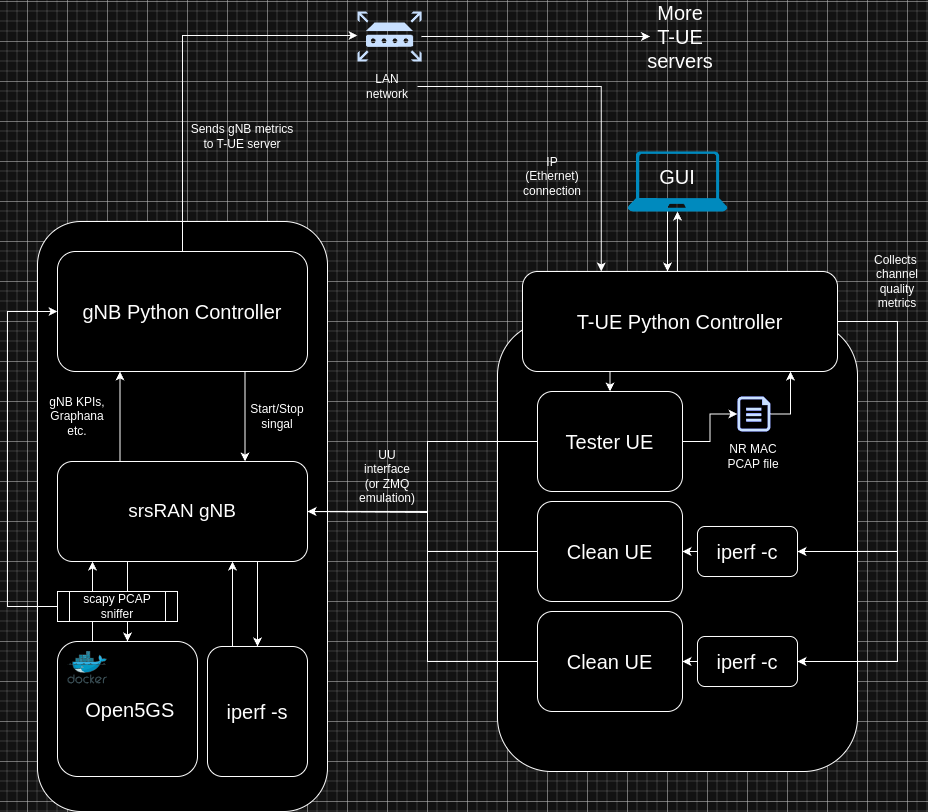 More
T-UE
servers
LAN
network
Sends gNB metrics
to T-UE server
IP
(Ethernet)
connection
GUI
Collects
channel
quality
metrics
gNB Python Controller
T-UE Python Controller
gNB KPIs,
Graphana
etc.
Start/Stop
singal
Tester UE
NR MAC
PCAP file
UU
interface
(or ZMQ
emulation)
srsRAN gNB
Clean UE
iperf -c
scapy PCAP
sniffer
Clean UE
iperf -c
docker
Open5GS
iperf -s